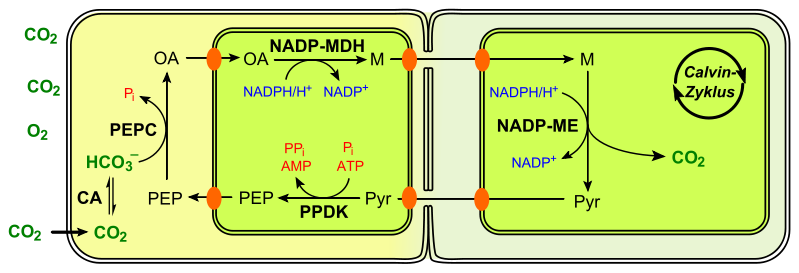 CO₂
CO₂
O₂
CO₂
CO₂
CA
HCO₃⁻
PEPC
Pᵢ
OA
PEP
OA
NADP-MDH
M
NADPH/H⁺
NADP⁺
PPᵢ
AMP
Pᵢ
ATP
PEP
PPDK
Pyr
M
NADPH/H⁺
NADP-ME
NADP⁺
CO₂
Pyr
Calvin-
Zyklus